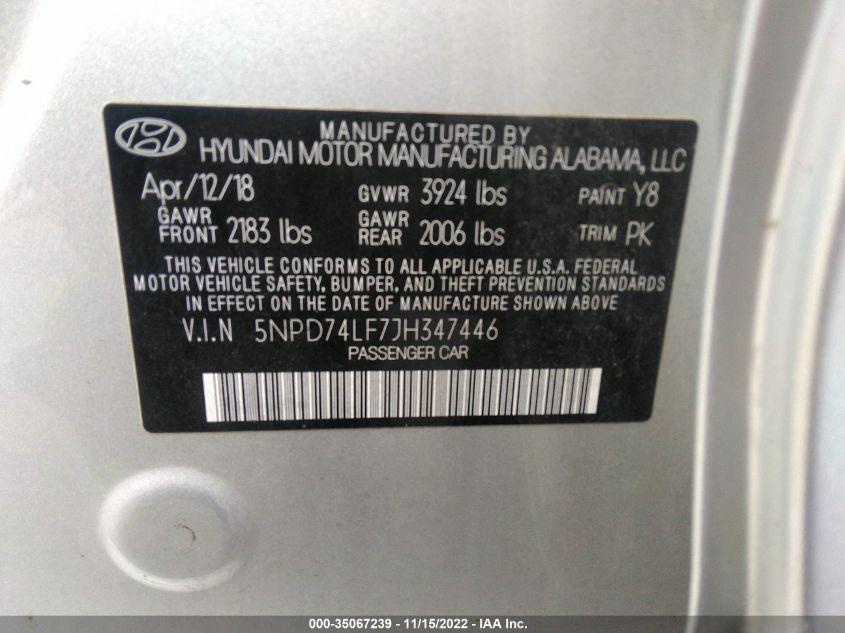 MANUFACTURED BY
HYUNDAI MOTOR MANUFACTURING ALABAMA, LLC
Apr/12/18 GVWR 3924 lbs PAINT Y8
GAWR FRONT 2183 lbs GAWR REAR 2006 lbs TRIM PK
THIS VEHICLE CONFORMS TO ALL APPLICABLE U.S.A. FEDERAL
MOTOR VEHICLE SAFETY, BUMPER, AND THEFT PREVENTION STANDARDS
IN EFFECT ON THE DATE OF MANUFACTURE SHOWN ABOVE
V.I.N 5NPD74LF7JH347446
PASSENGER CAR
000-35067239 - 11/15/2022 - IAA Inc.